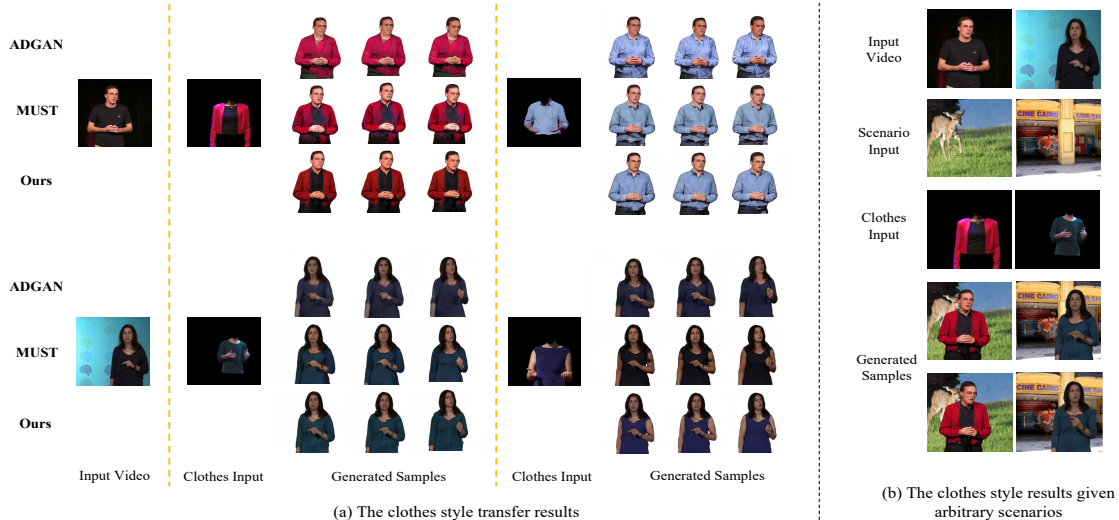 ADGAN
MUST
Ours
ADGAN
MUST
Ours
Input Video
Clothes Input
Generated Samples
Clothes Input
Generated Samples
(a) The clothes style transfer results
Input
Video
Scenario
Input
CINE CAIRO
Clothes
Input
Generated
Samples
CINE CAIRO
CINE CAIRO
(b) The clothes style results given
arbitrary scenarios